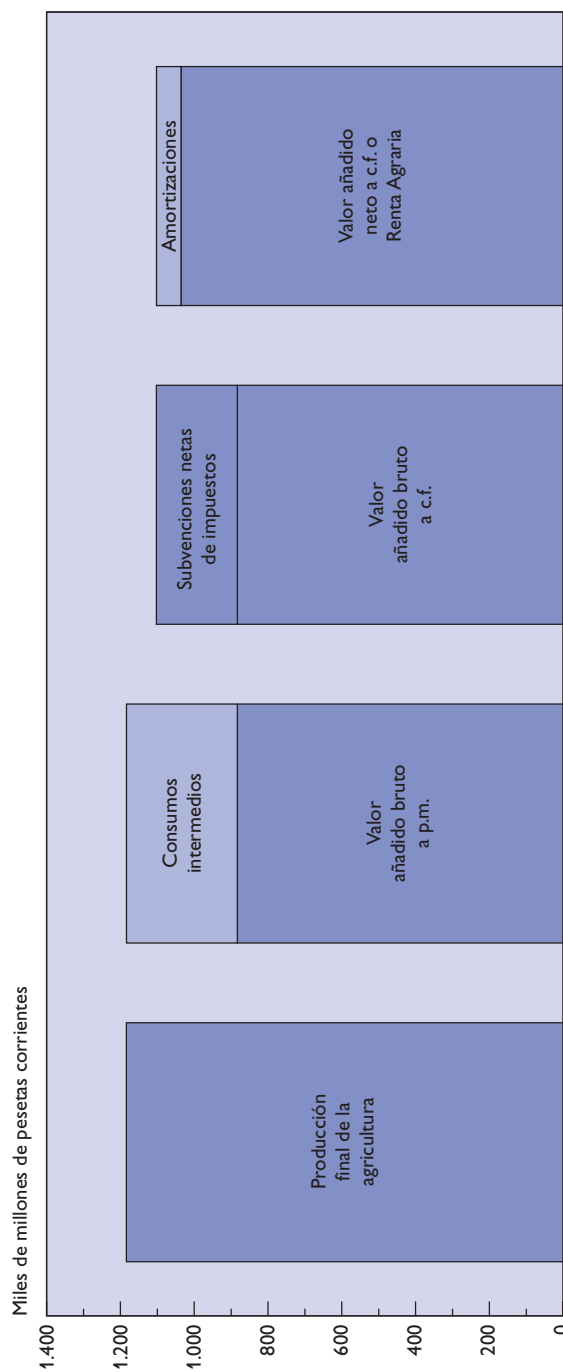 Miles de millones de pesetas corrientes
1.400
1.200
1.000
800
600
400
200
0
Producción
final de la
agricultura
Consumos
intermedios
Valor
añadido bruto
a p.m.
Subvenciones netas
de impuestos
Valor
añadido bruto
a c.f.
Amortizaciones
Valor añadido
neto a c.f. o
Renta Agraria